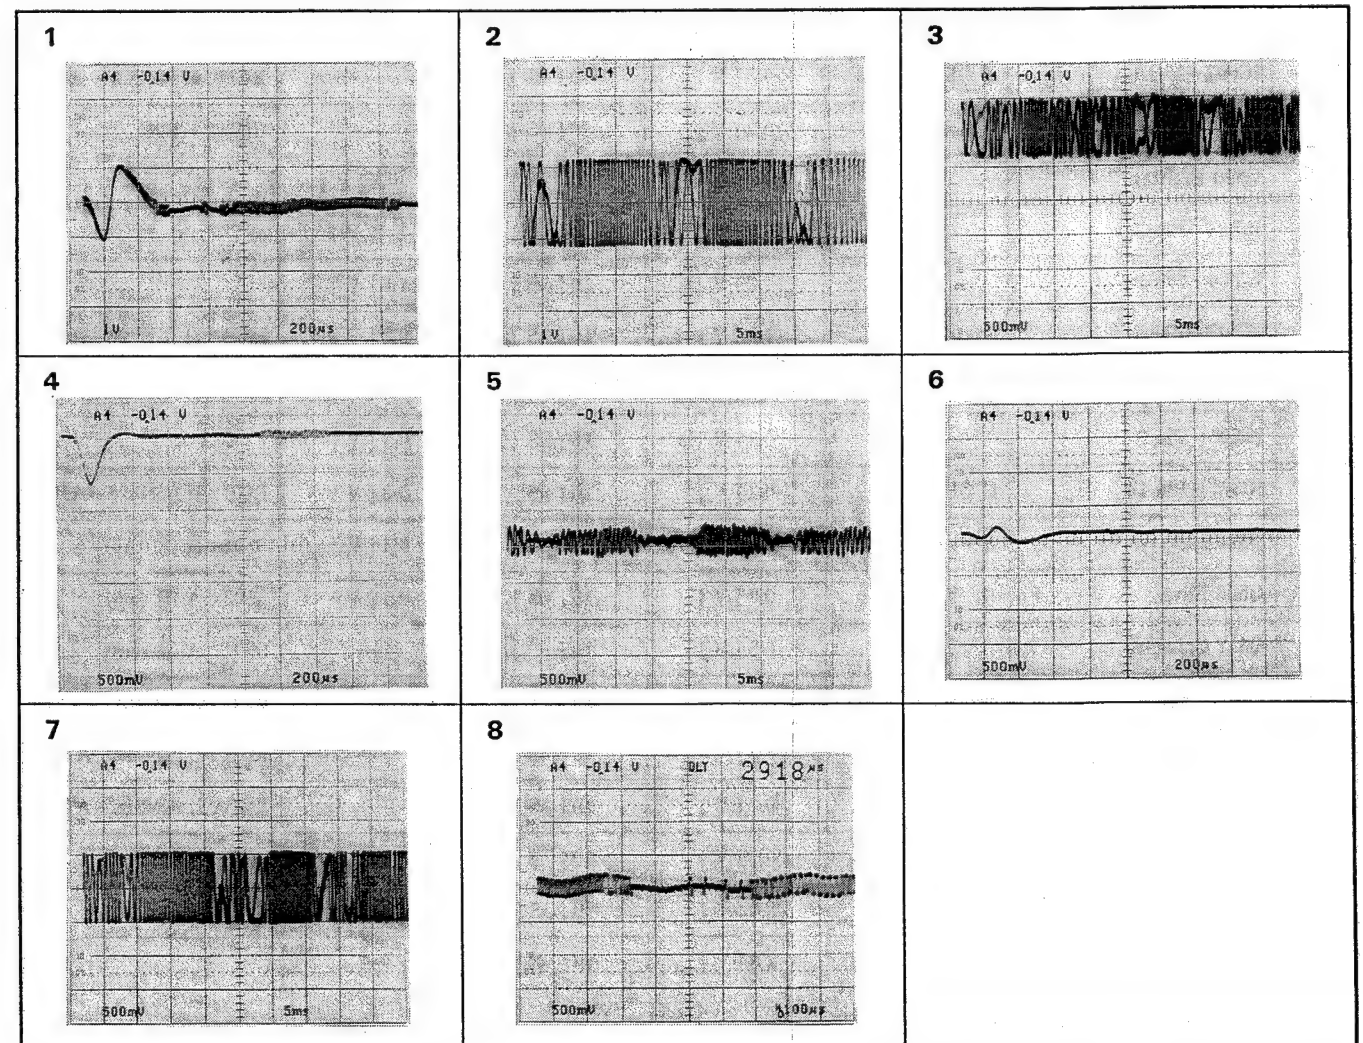 1
A4 -0.14 V
1V 200µs
2
A4 -0.14 V
1V 5ms
3
A4 -0.14 V
500mV 5ms
4
A4 -0.14 V
500mV 200µs
5
A4 -0.14 V
500mV 5ms
6
A4 -0.14 V
500mV 200µs
7
A4 -0.14 V
500mV 5ms
8
A4 -0.14 V DLY 2918µs
500mV 100µs